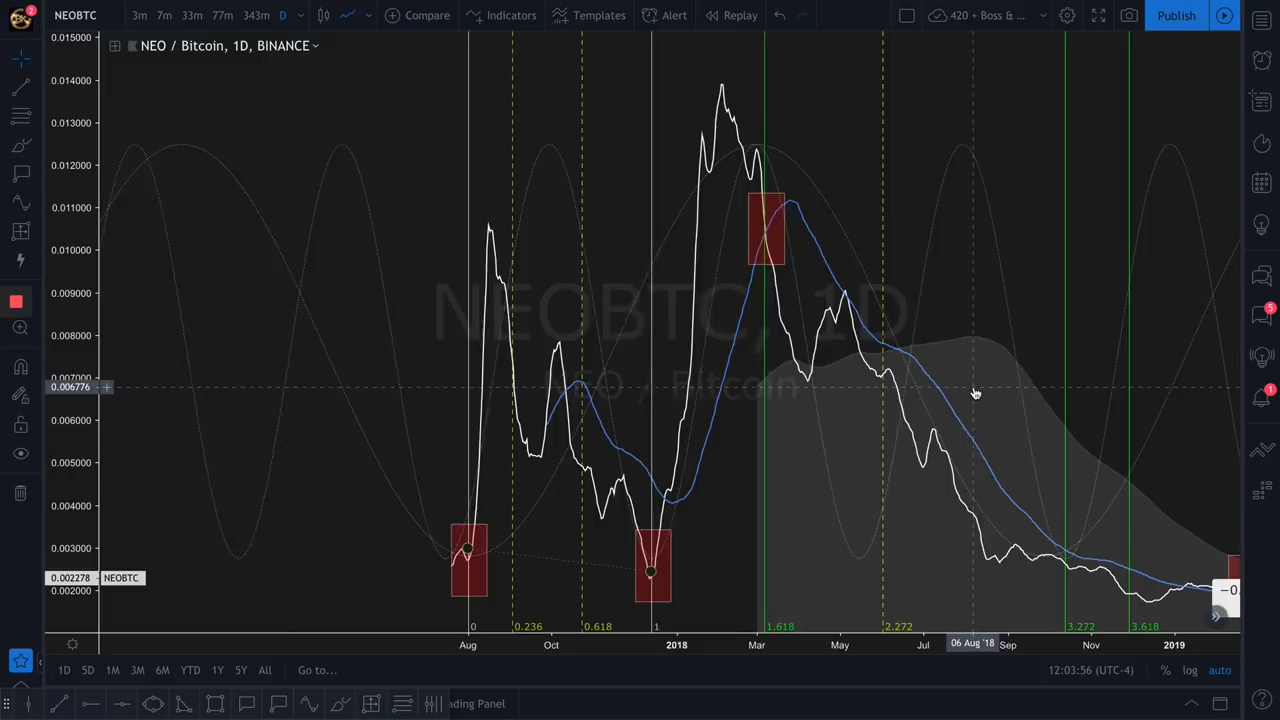 2
NEOBTC
3m 7m 33m 77m 343m D
Compare
Indicators
Templates
Alert
Replay
420 + Boss & ...
Publish
NEO / Bitcoin, 1D, BINANCE
NEOBTC, 1D
NEO / Bitcoin
0.015000
0.014000
0.013000
0.012000
0.011000
0.010000
0.009000
0.008000
0.007000
0.006776
0.006000
0.005000
0.004000
0.003000
0.002278 NEOBTC
0.002000
5
1
−0.
0 0.236 0.618 1 1.618 2.272 3.272 3.618
Aug Oct 2018 Mar May Jul 06 Aug '18 Sep Nov 2019
1D 5D 1M 3M 6M YTD 1Y 5Y All Go to...
12:03:56 (UTC-4) % log auto
ading Panel